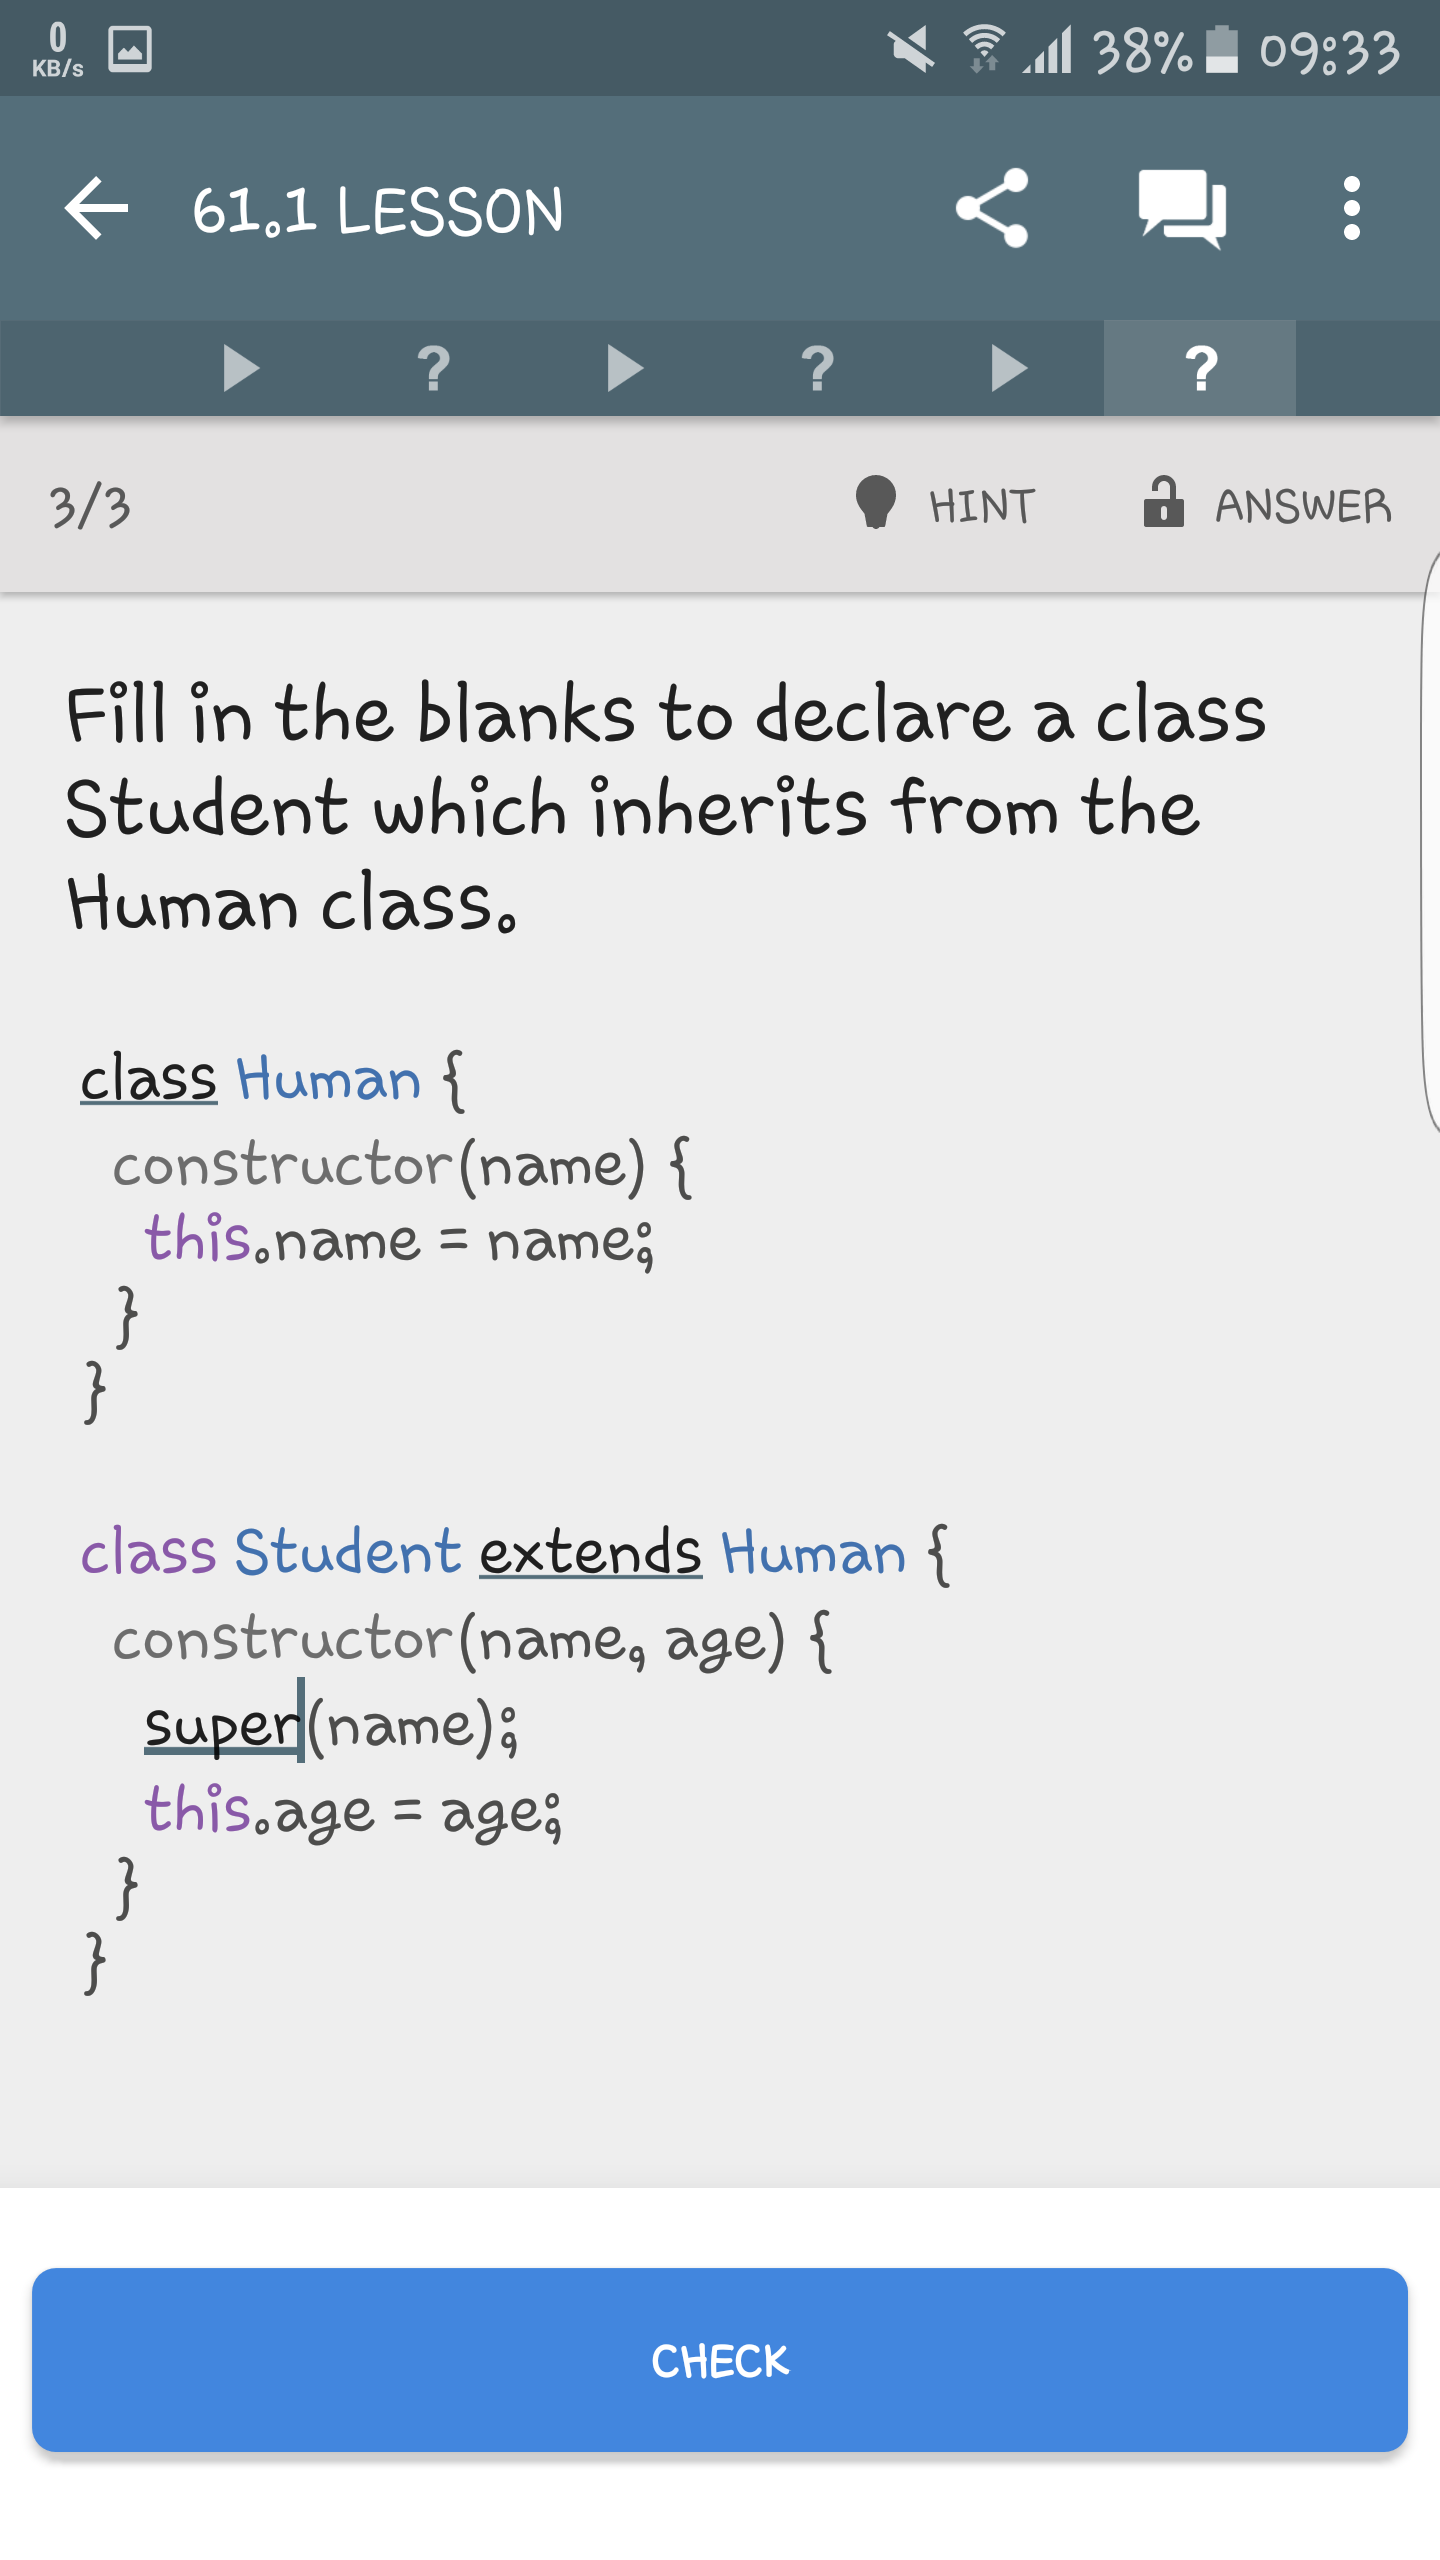 0
KB/s
38% 09:33
61.1 LESSON
? ? ?
3/3 HINT ANSWER
Fill in the blanks to declare a class
Student which inherits from the
Human class.
class Human {
constructor(name) {
this.name = name;
}
}
class Student extends Human {
constructor(name, age) {
super(name);
this.age = age;
}
}
CHECK